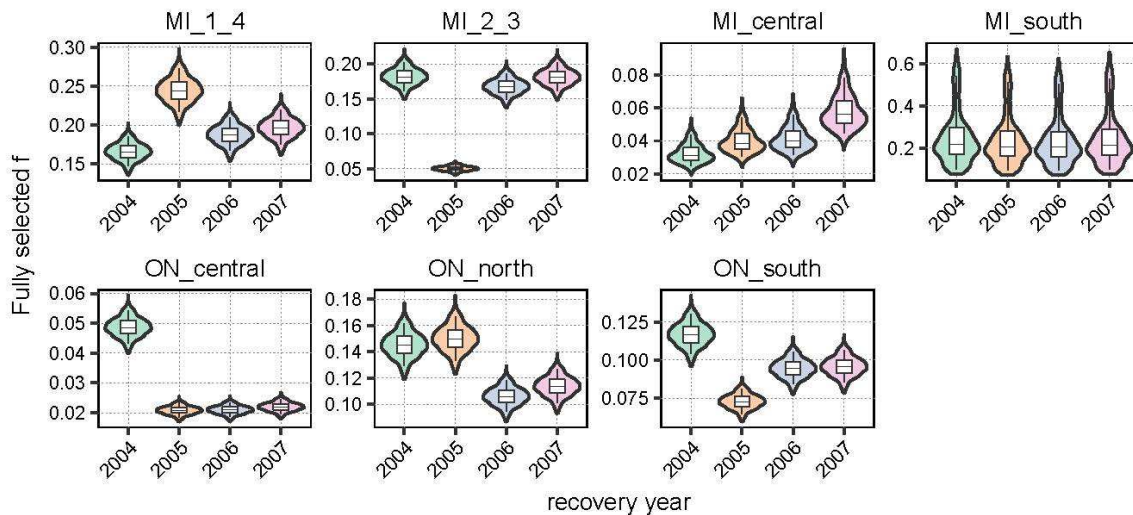 MI_1_4
MI_2_3
MI_central
MI_south
0.30
0.25
0.20
0.15
0.20
0.15
0.10
0.05
0.08
0.06
0.04
0.02
0.6
0.4
0.2
2004 2005 2006 2007
2004 2005 2006 2007
2004 2005 2006 2007
2004 2005 2006 2007
Fully selected f
ON_central
ON_north
ON_south
0.06
0.05
0.04
0.03
0.02
0.18
0.16
0.14
0.12
0.10
0.125
0.100
0.075
2004 2005 2006 2007
2004 2005 2006 2007
2004 2005 2006 2007
recovery year